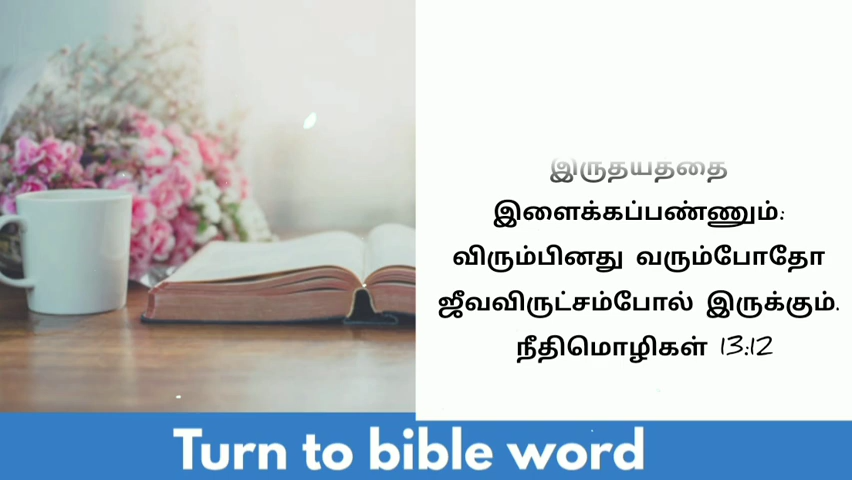 இருதயத்தை
இளைக்கப்பண்ணும்:
விரும்பினது வரும்போதோ
ஜீவவிருட்சம்போல் இருக்கும்.
நீதிமொழிகள் 13:12
Turn to bible word